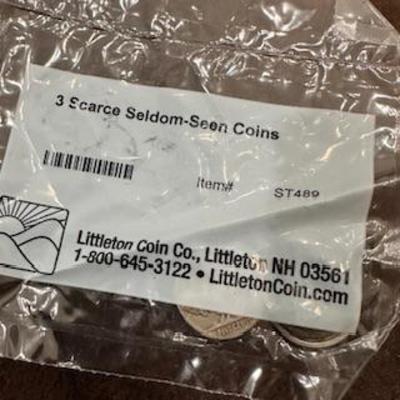 3 Scarce Seldom-Seen Coins
Item# ST489
Littleton Coin Co., Littleton NH 03561
1-800-645-3122 • LittletonCoin.com